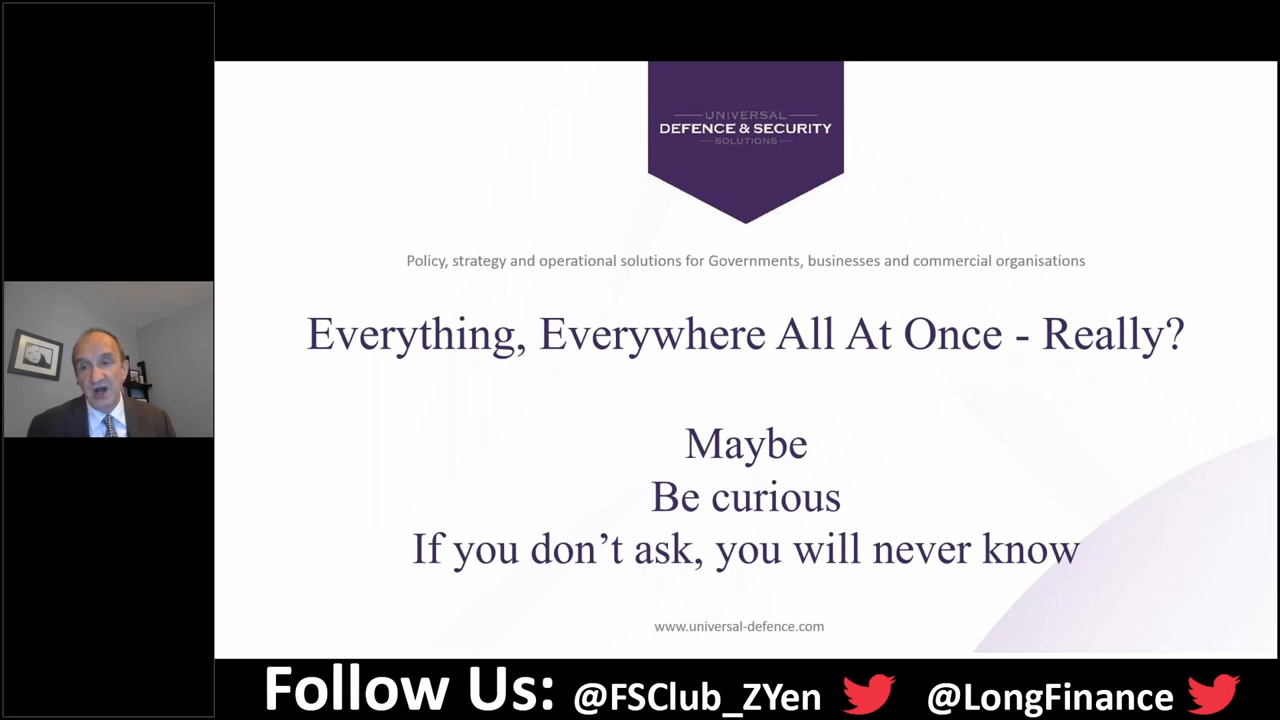 UNIVERSAL
DEFENCE & SECURITY
SOLUTIONS
Policy, strategy and operational solutions for Governments, businesses and commercial organisations
Everything, Everywhere All At Once - Really?
Maybe
Be curious
If you don’t ask, you will never know
www.universal-defence.com
Follow Us: @FSClub_ZYen @LongFinance